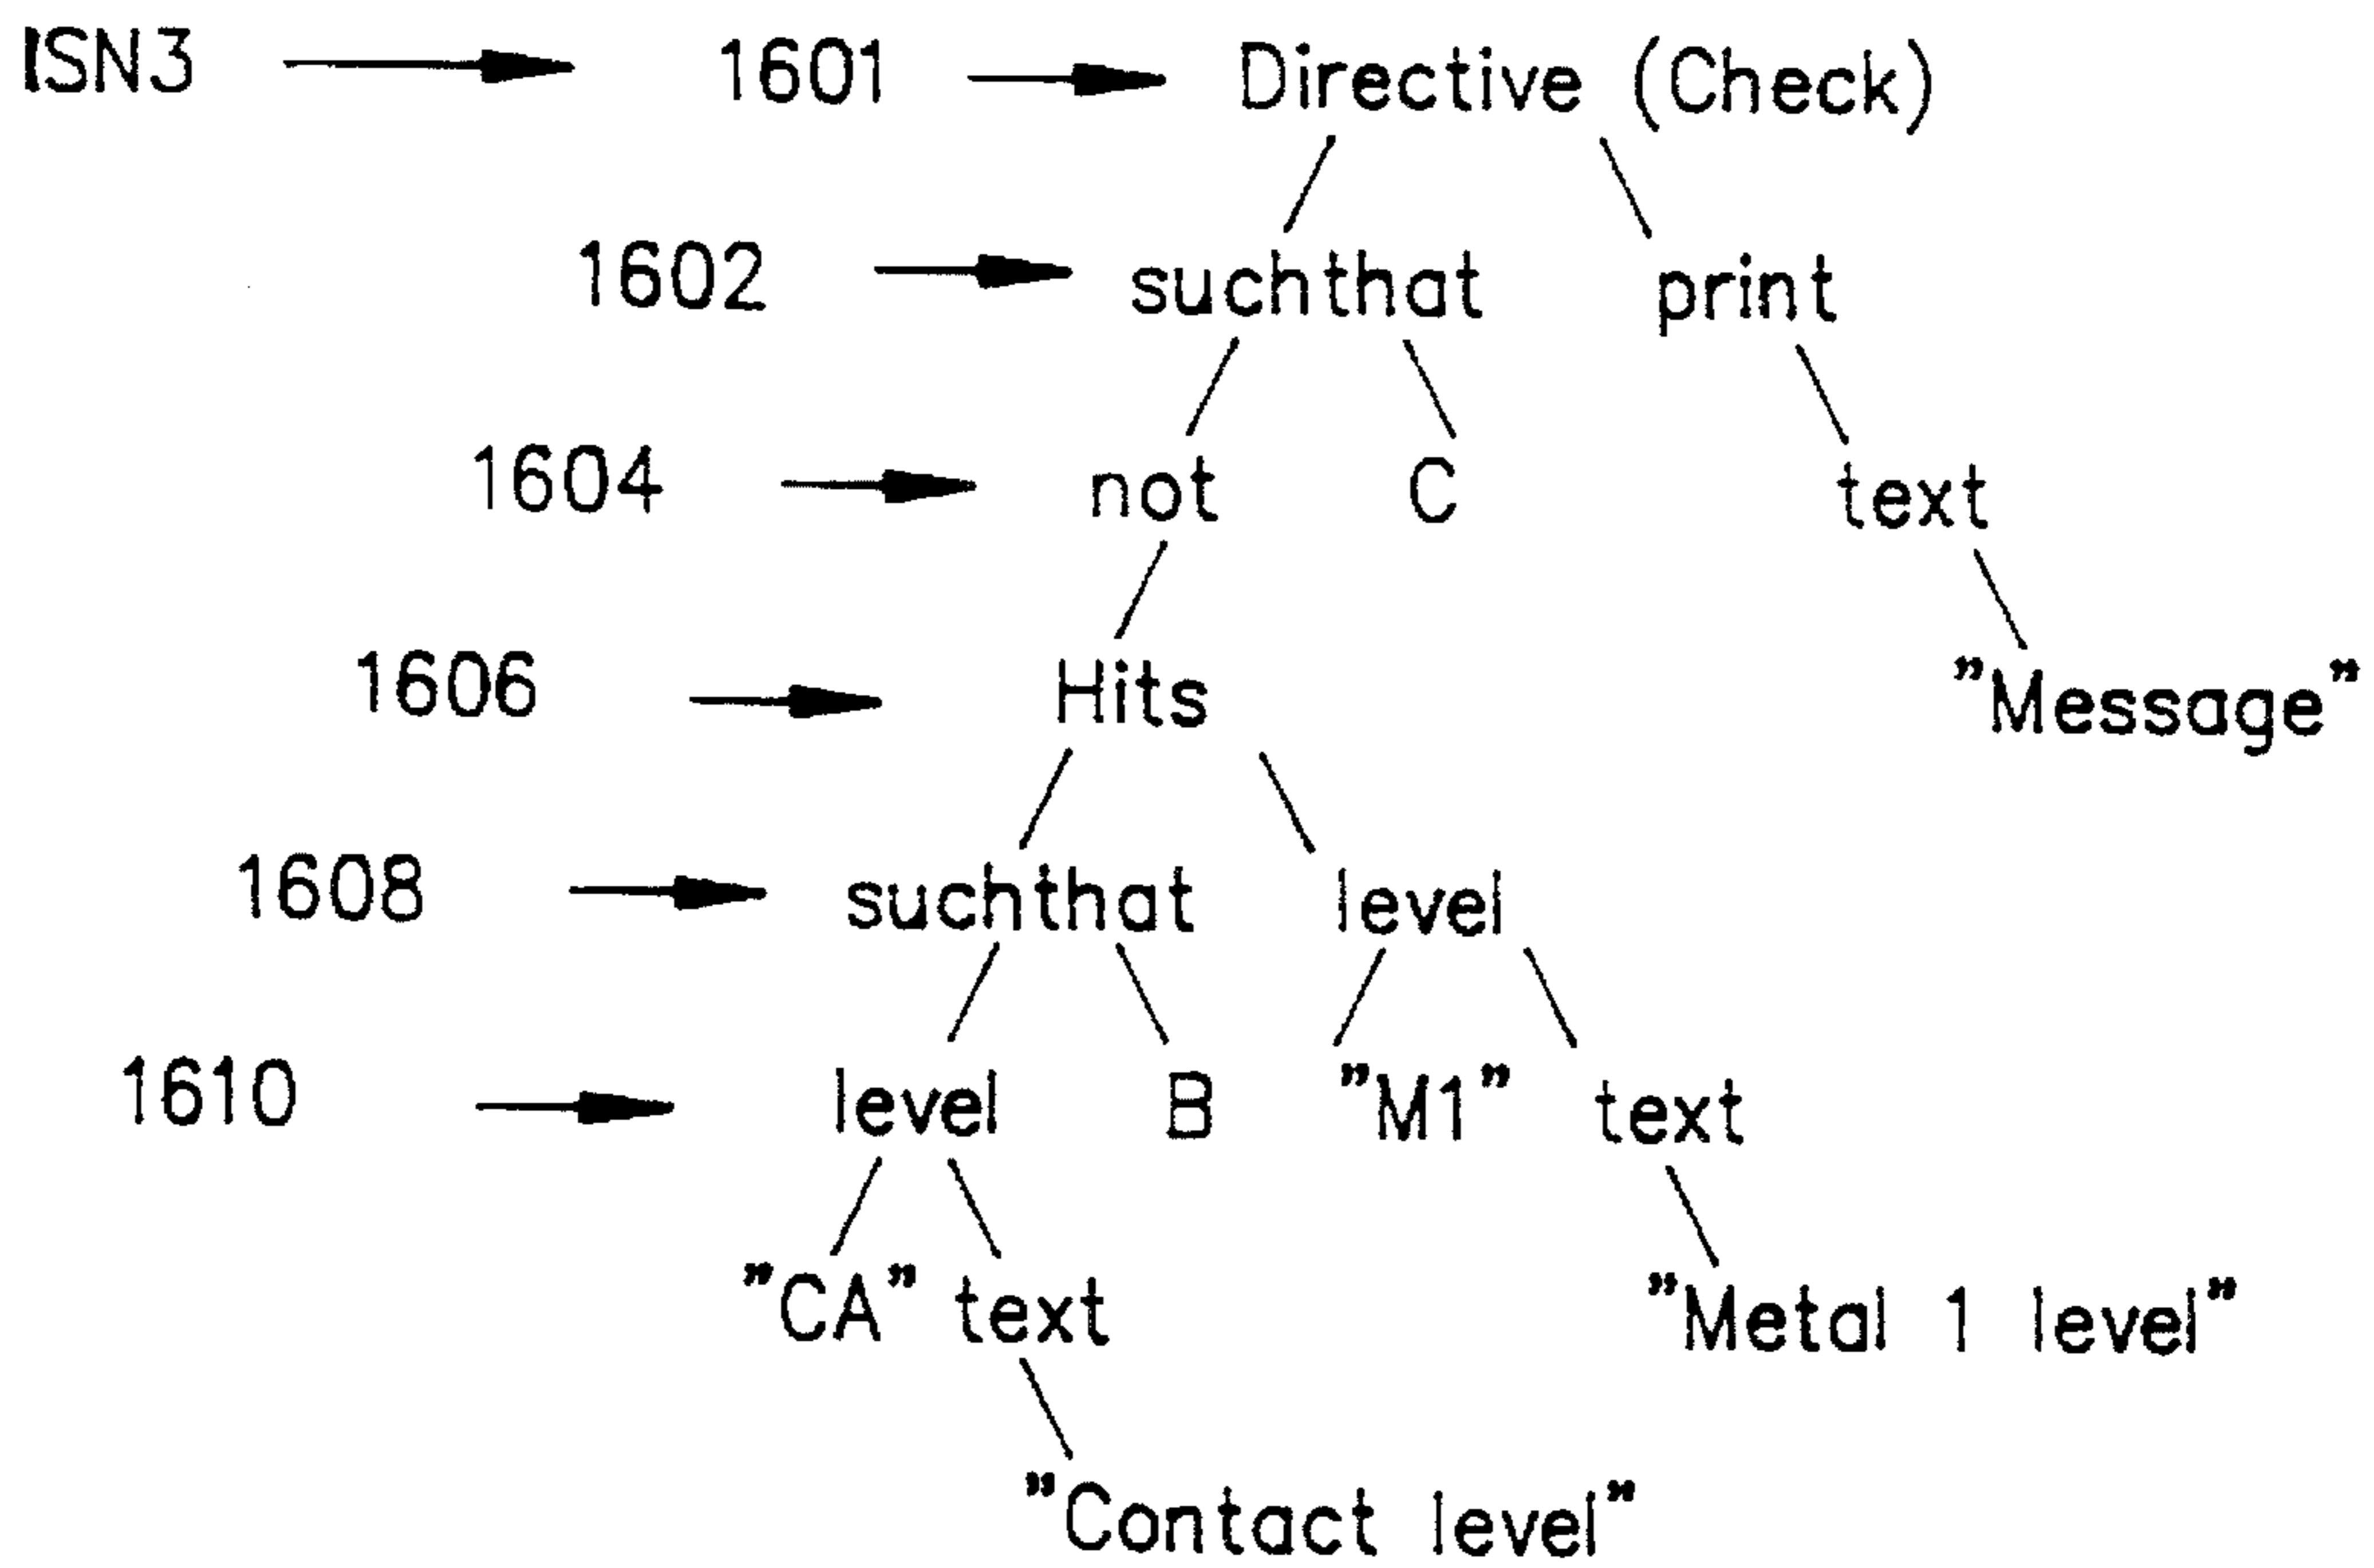 ISN3 1601 Directive (Check)
1602 suchthat print
1604 not C text
1606 Hits "Message"
1608 suchthat level
1610 level B "M1" text
"CA" text "Metal 1 level"
"Contact level"